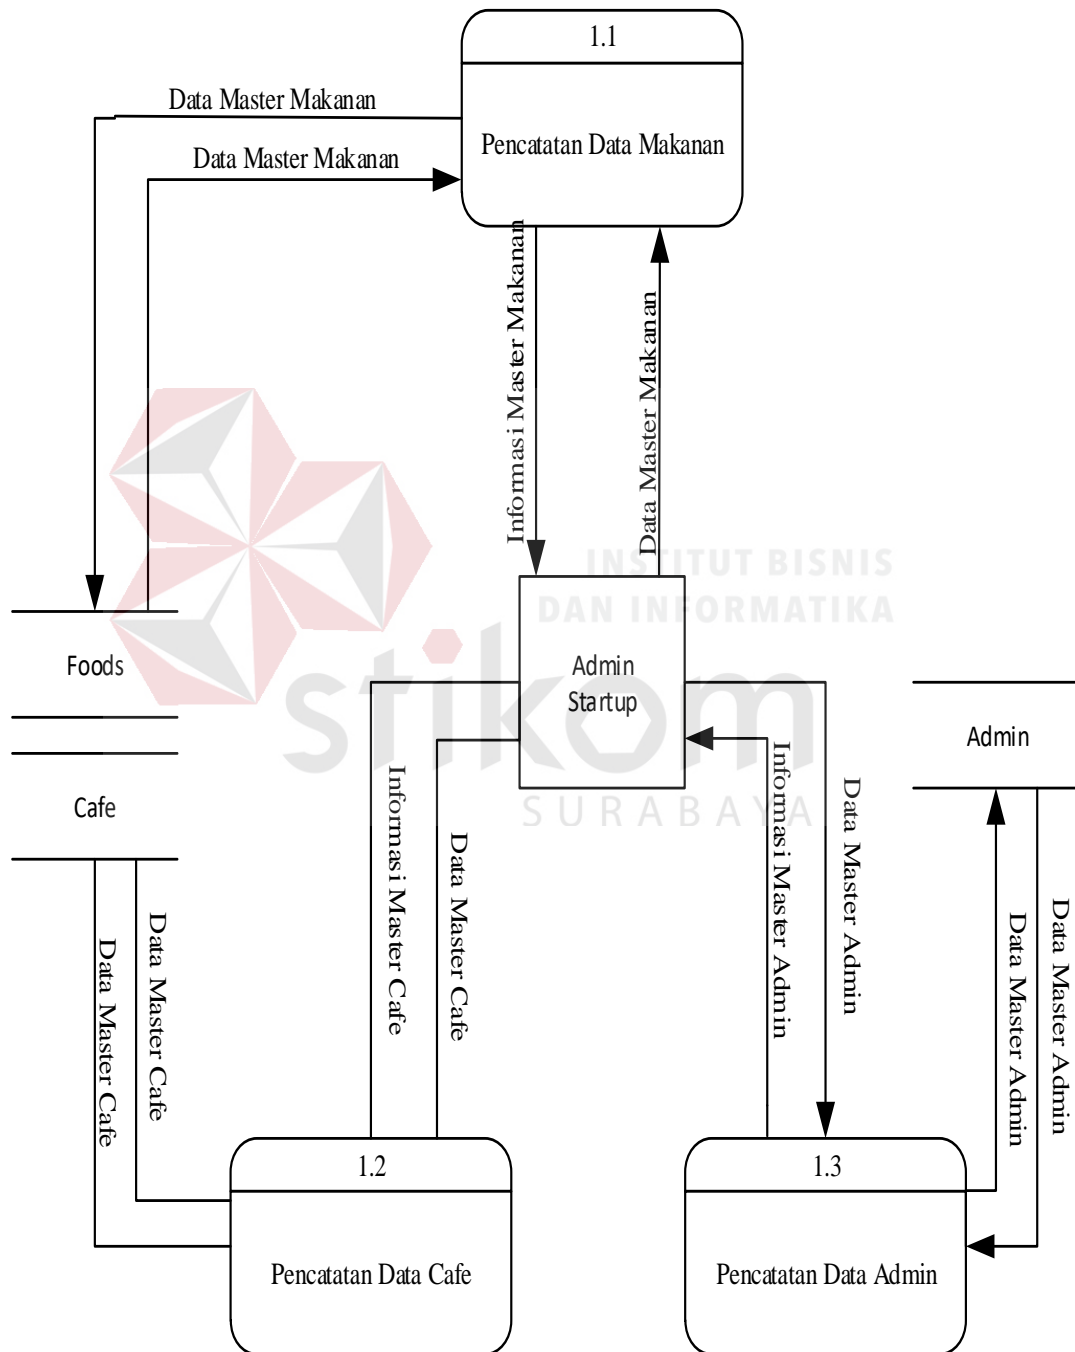 1.1
Data Master Makanan
Pencatatan Data Makanan
Data Master Makanan
Informasi Master Makanan
Data Master Makanan
INSTITUT BISNIS
DAN INFORMATIKA
Foods
Admin
Startup
stikom
Admin
Cafe
SURABAYA
Informasi Master Cafe
Data Master Cafe
Informasi Master Admin
Data Master Admin
Data Master Cafe
Data Master Cafe
Data Master Admin
Data Master Admin
1.2
1.3
Pencatatan Data Cafe
Pencatatan Data Admin